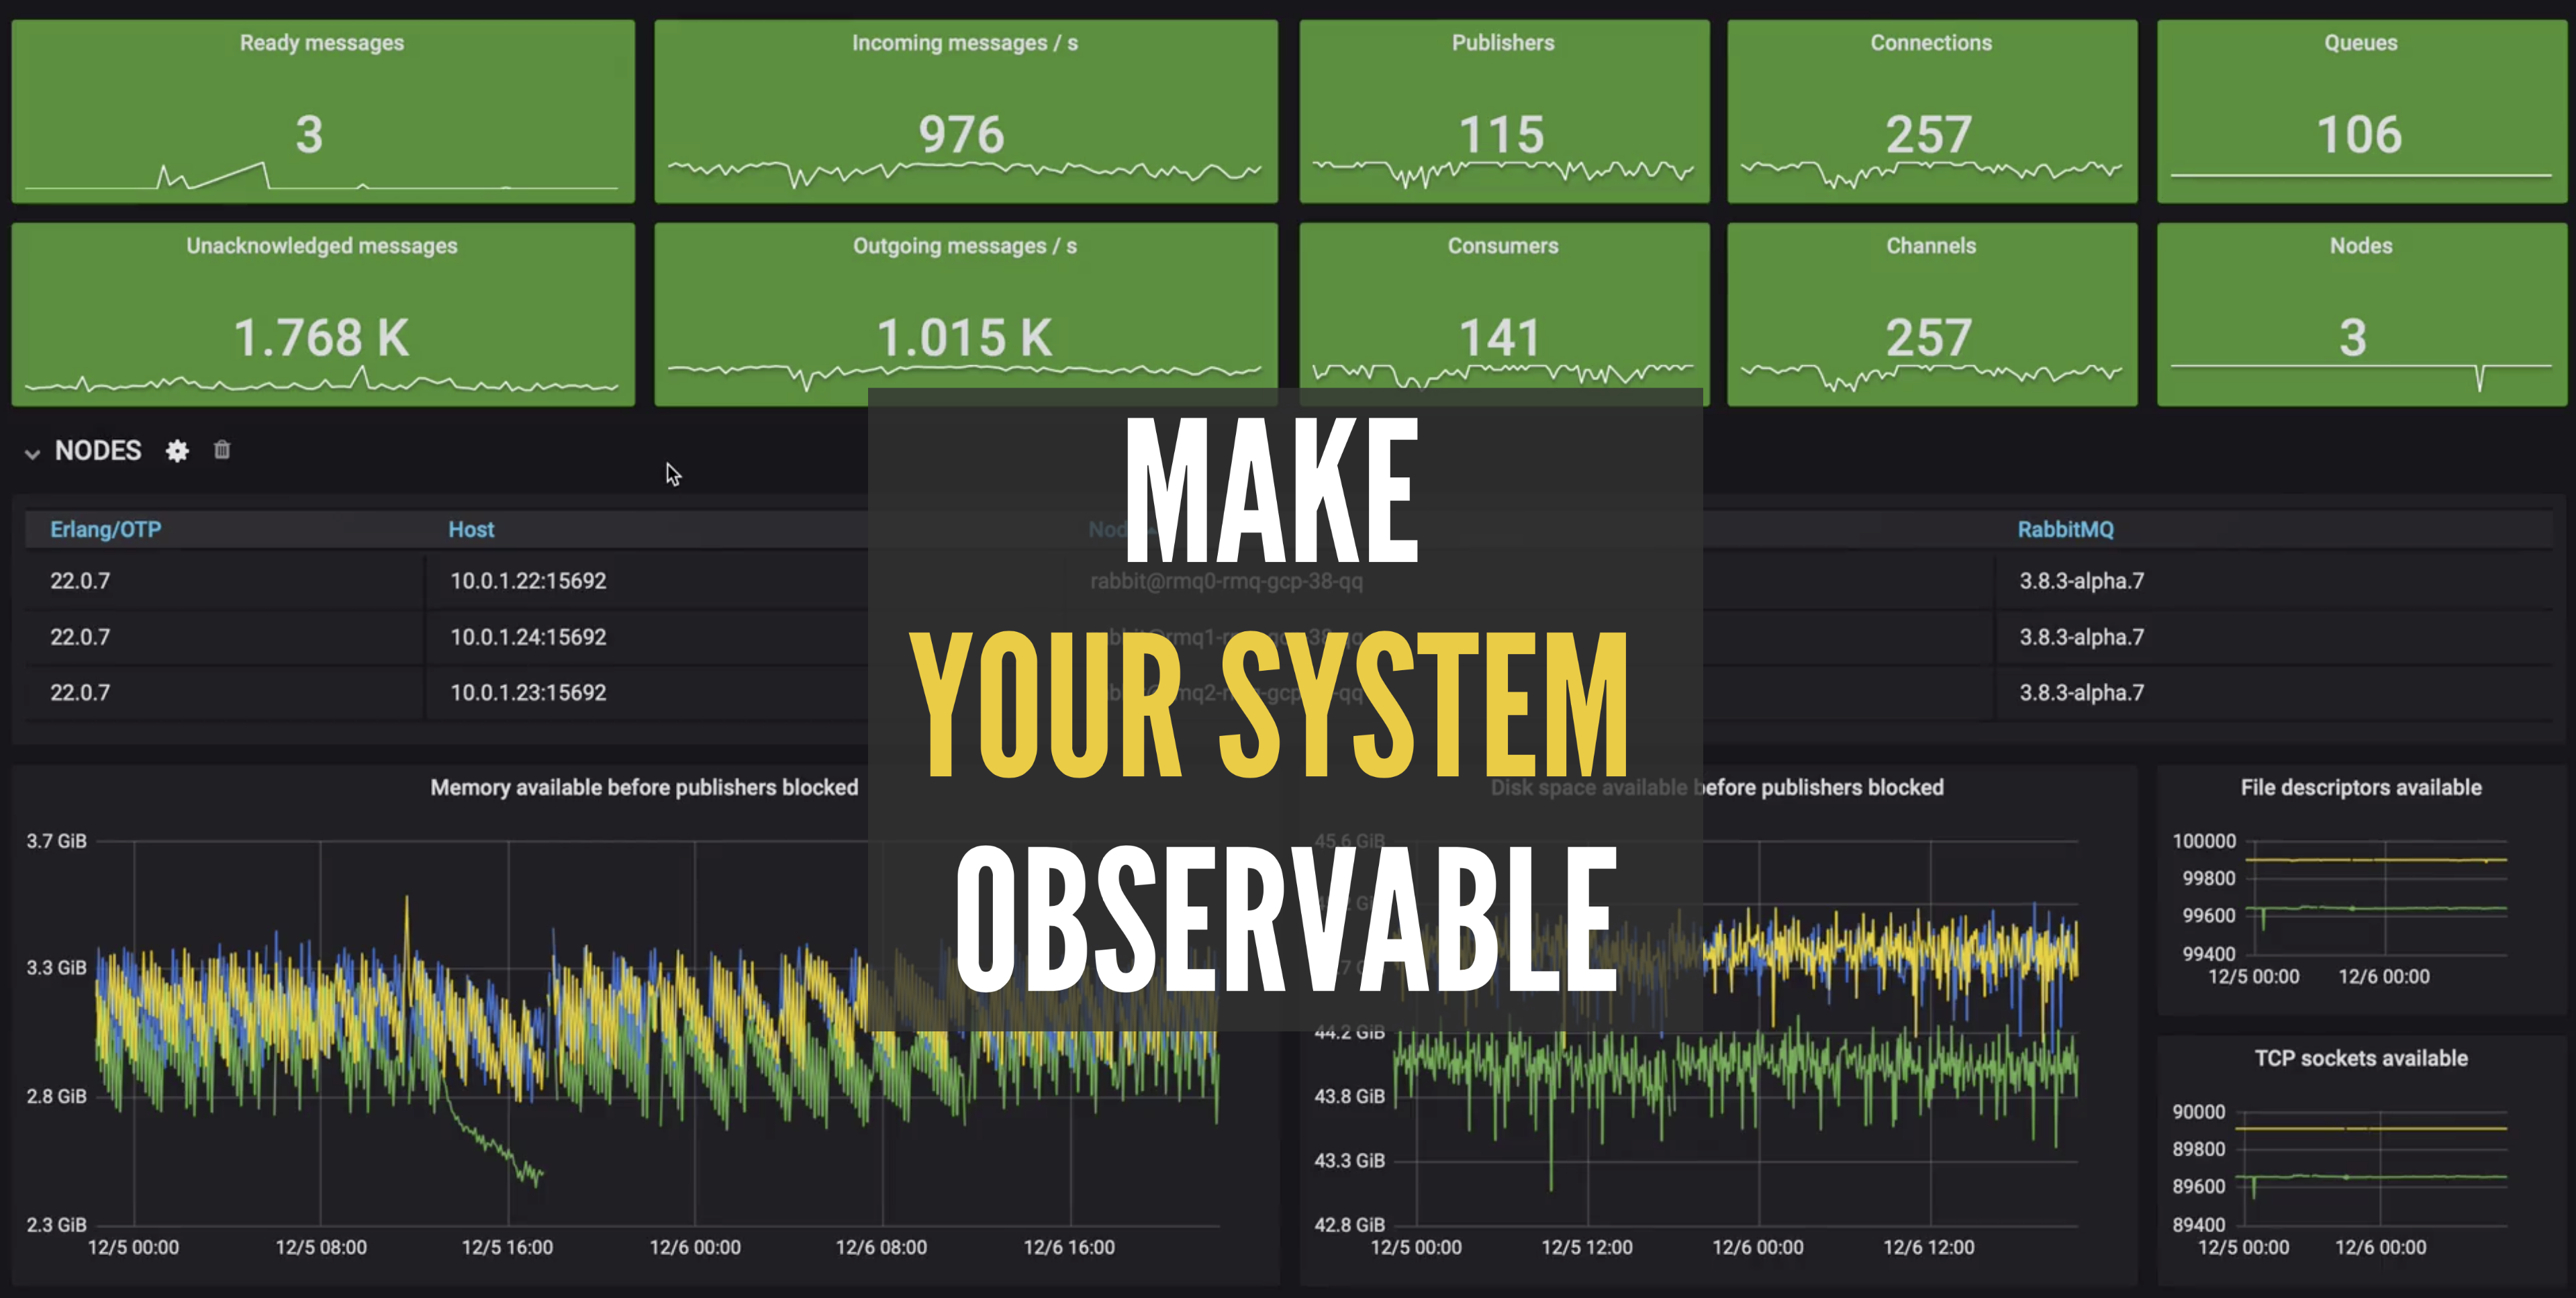 Ready messages
3
Incoming messages / s
976
Publishers
115
Connections
257
Queues
106
Unacknowledged messages
1.768 K
Outgoing messages / s
1.015 K
Consumers
141
Channels
257
Nodes
3
NODES
MAKE
YOUR SYSTEM
OBSERVABLE
Erlang/OTP Host RabbitMQ
22.0.7 10.0.1.22:15692 rabbit@rmq0-rmq-gcp-38-qq 3.8.3-alpha.7
22.0.7 10.0.1.24:15692 3.8.3-alpha.7
22.0.7 10.0.1.23:15692 3.8.3-alpha.7
Memory available before publishers blocked
3.7 GiB
3.3 GiB
2.8 GiB
2.3 GiB
12/5 00:00 12/5 08:00 12/5 16:00 12/6 00:00 12/6 08:00 12/6 16:00
Disk space available before publishers blocked
45.6 GiB
44.2 GiB
43.8 GiB
43.3 GiB
42.8 GiB
12/5 00:00 12/5 12:00 12/6 00:00 12/6 12:00
File descriptors available
100000
99800
99600
99400
12/5 00:00 12/6 00:00
TCP sockets available
90000
89800
89600
89400
12/5 00:00 12/6 00:00